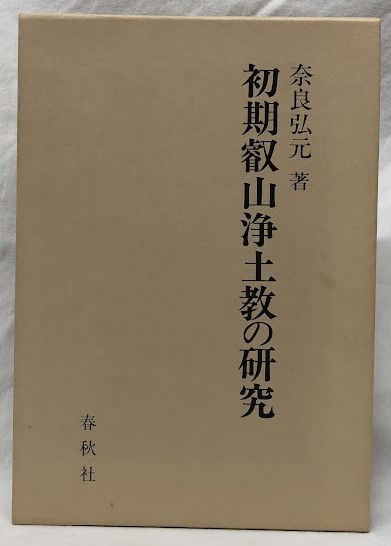 奈良弘元 著
初期叡山浄土教の研究
春秋社